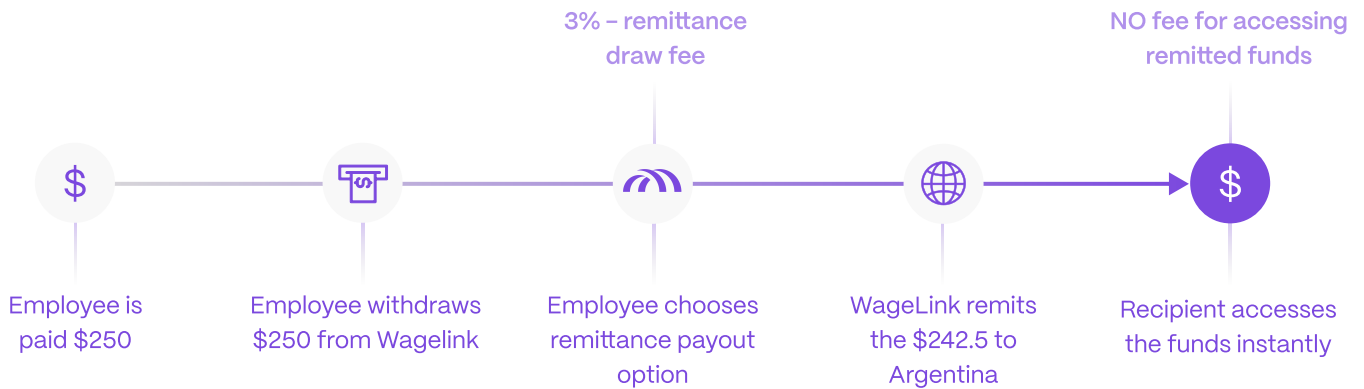 3% – remittance
draw fee
NO fee for accessing
remitted funds
$
$
$
Employee is
paid $250
Employee withdraws
$250 from Wagelink
Employee chooses
remittance payout
option
WageLink remits
the $242.5 to
Argentina
Recipient accesses
the funds instantly